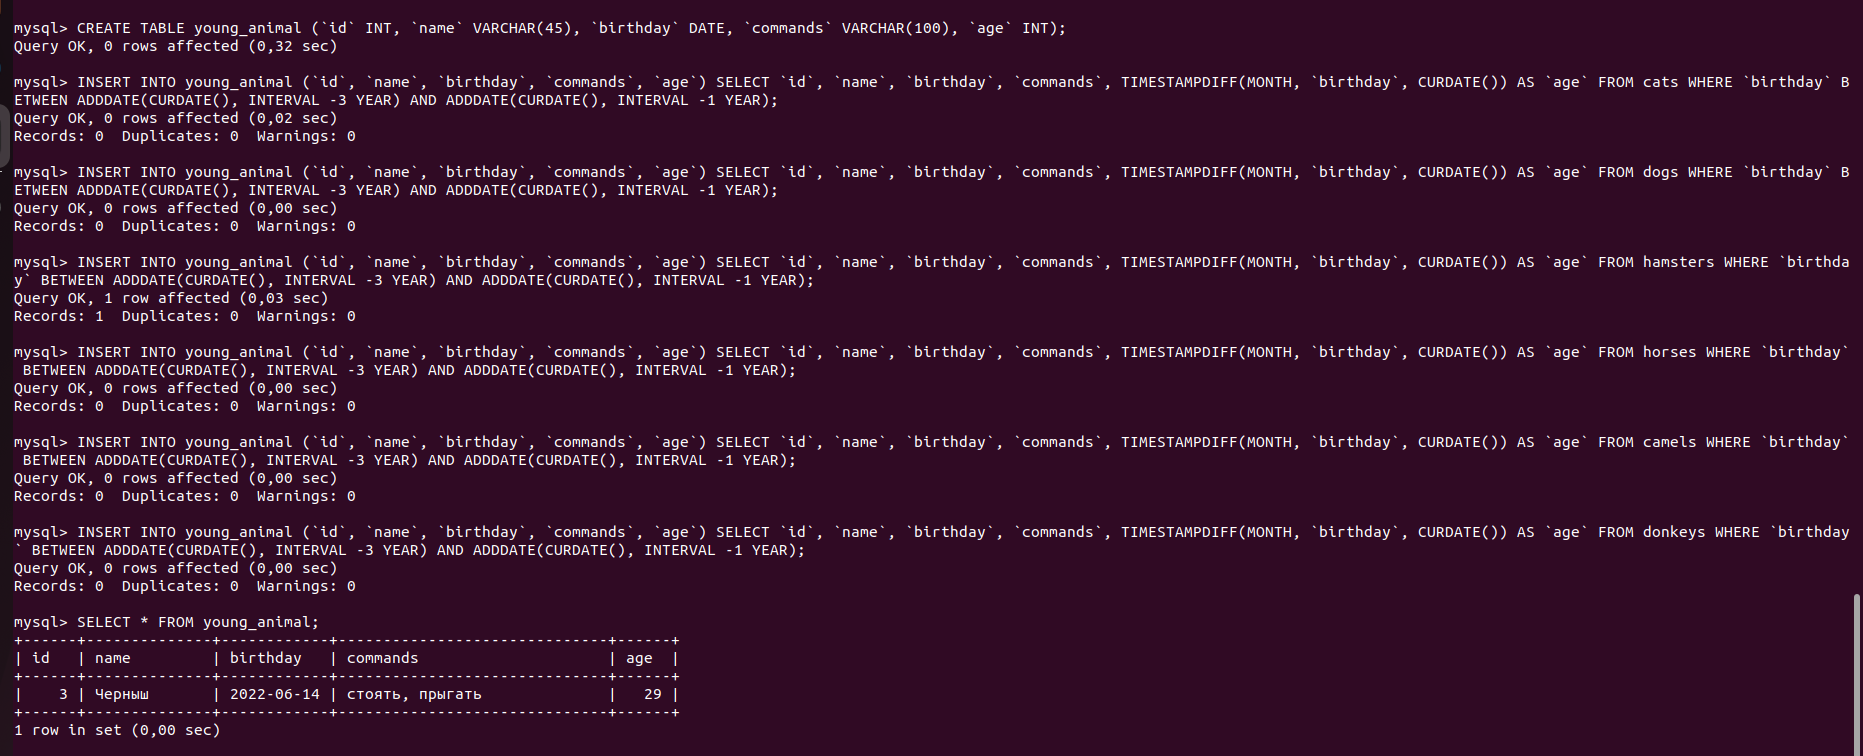 mysql> CREATE TABLE young_animal (`id` INT, `name` VARCHAR(45), `birthday` DATE, `commands` VARCHAR(100), `age` INT);
Query OK, 0 rows affected (0,32 sec)
mysql> INSERT INTO young_animal (`id`, `name`, `birthday`, `commands`, `age`) SELECT `id`, `name`, `birthday`, `commands`, TIMESTAMPDIFF(MONTH, `birthday`, CURDATE()) AS `age` FROM cats WHERE `birthday` B
ETWEEN ADDDATE(CURDATE(), INTERVAL -3 YEAR) AND ADDDATE(CURDATE(), INTERVAL -1 YEAR);
Query OK, 0 rows affected (0,02 sec)
Records: 0  Duplicates: 0  Warnings: 0
mysql> INSERT INTO young_animal (`id`, `name`, `birthday`, `commands`, `age`) SELECT `id`, `name`, `birthday`, `commands`, TIMESTAMPDIFF(MONTH, `birthday`, CURDATE()) AS `age` FROM dogs WHERE `birthday` B
ETWEEN ADDDATE(CURDATE(), INTERVAL -3 YEAR) AND ADDDATE(CURDATE(), INTERVAL -1 YEAR);
Query OK, 0 rows affected (0,00 sec)
Records: 0  Duplicates: 0  Warnings: 0
mysql> INSERT INTO young_animal (`id`, `name`, `birthday`, `commands`, `age`) SELECT `id`, `name`, `birthday`, `commands`, TIMESTAMPDIFF(MONTH, `birthday`, CURDATE()) AS `age` FROM hamsters WHERE `birthda
y` BETWEEN ADDDATE(CURDATE(), INTERVAL -3 YEAR) AND ADDDATE(CURDATE(), INTERVAL -1 YEAR);
Query OK, 1 row affected (0,03 sec)
Records: 1  Duplicates: 0  Warnings: 0
mysql> INSERT INTO young_animal (`id`, `name`, `birthday`, `commands`, `age`) SELECT `id`, `name`, `birthday`, `commands`, TIMESTAMPDIFF(MONTH, `birthday`, CURDATE()) AS `age` FROM horses WHERE `birthday`
 BETWEEN ADDDATE(CURDATE(), INTERVAL -3 YEAR) AND ADDDATE(CURDATE(), INTERVAL -1 YEAR);
Query OK, 0 rows affected (0,00 sec)
Records: 0  Duplicates: 0  Warnings: 0
mysql> INSERT INTO young_animal (`id`, `name`, `birthday`, `commands`, `age`) SELECT `id`, `name`, `birthday`, `commands`, TIMESTAMPDIFF(MONTH, `birthday`, CURDATE()) AS `age` FROM camels WHERE `birthday`
 BETWEEN ADDDATE(CURDATE(), INTERVAL -3 YEAR) AND ADDDATE(CURDATE(), INTERVAL -1 YEAR);
Query OK, 0 rows affected (0,00 sec)
Records: 0  Duplicates: 0  Warnings: 0
mysql> INSERT INTO young_animal (`id`, `name`, `birthday`, `commands`, `age`) SELECT `id`, `name`, `birthday`, `commands`, TIMESTAMPDIFF(MONTH, `birthday`, CURDATE()) AS `age` FROM donkeys WHERE `birthday
` BETWEEN ADDDATE(CURDATE(), INTERVAL -3 YEAR) AND ADDDATE(CURDATE(), INTERVAL -1 YEAR);
Query OK, 0 rows affected (0,00 sec)
Records: 0  Duplicates: 0  Warnings: 0
mysql> SELECT * FROM young_animal;
+------+--------------+------------+------------------------------+------+
| id   | name         | birthday   | commands                     | age  |
+------+--------------+------------+------------------------------+------+
|    3 | Черныш       | 2022-06-14 | стоять, прыгать              |   29 |
+------+--------------+------------+------------------------------+------+
1 row in set (0,00 sec)